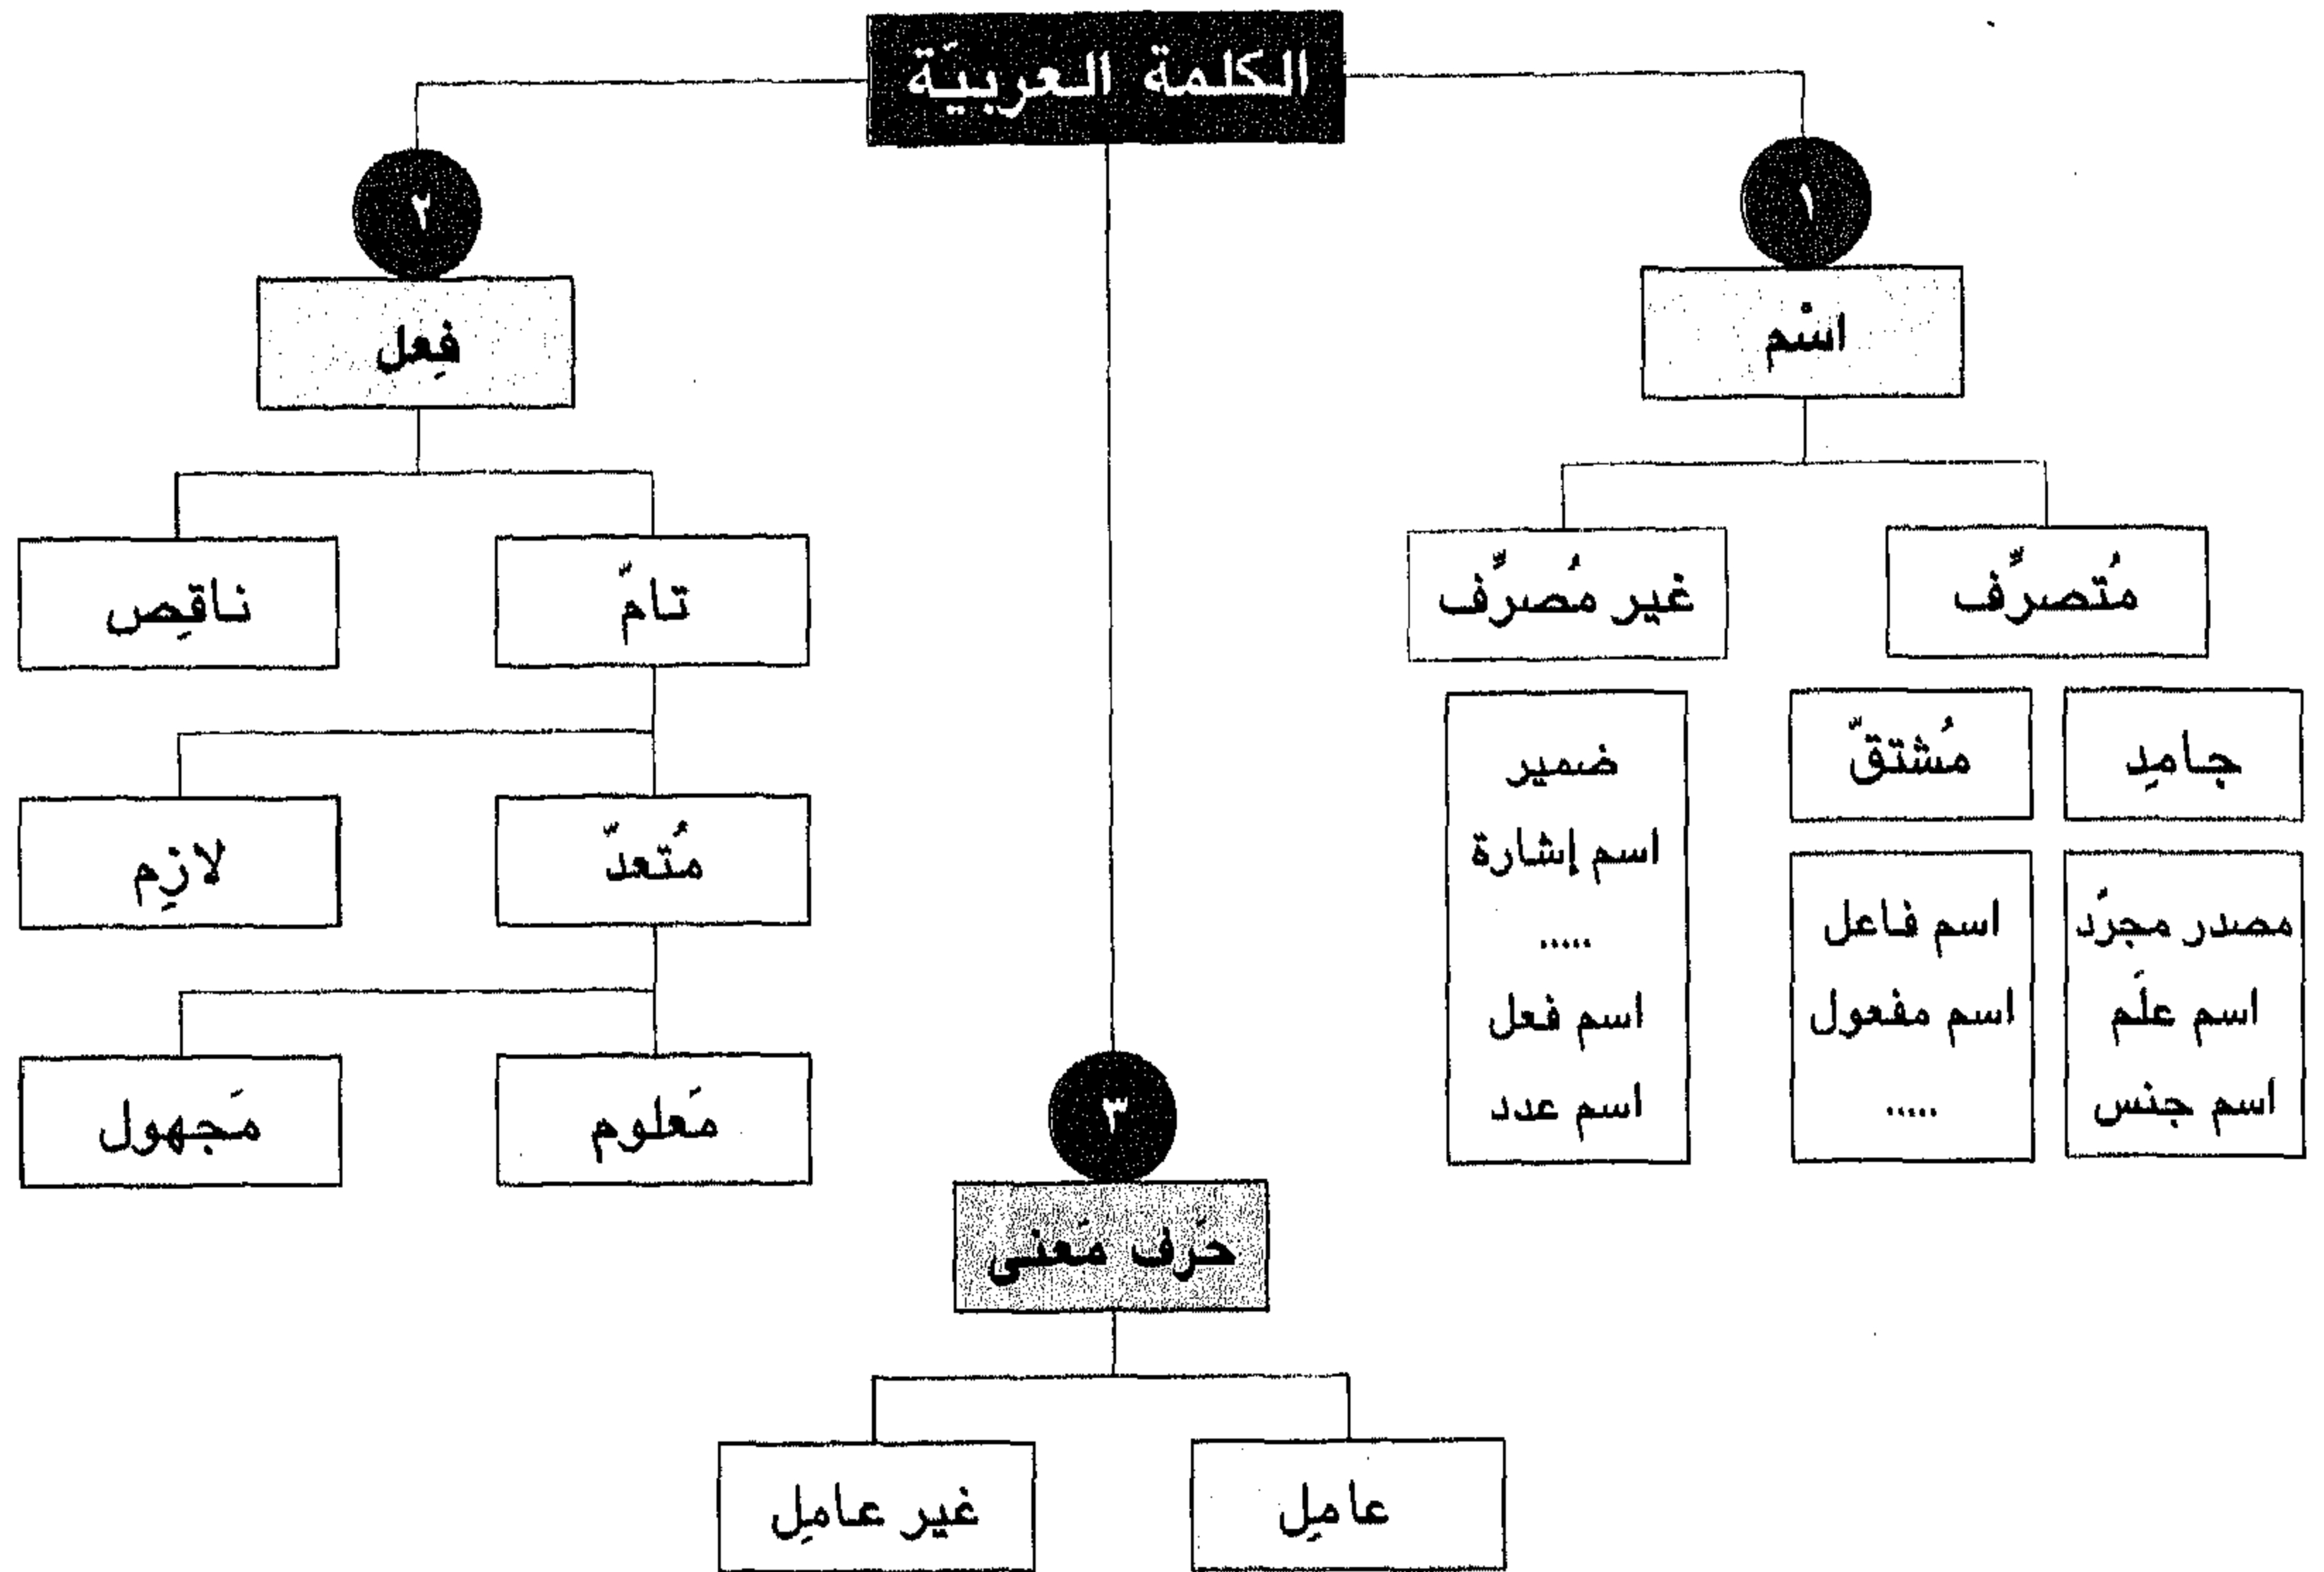 الكلمة العربيّة
١
اسْم
مُتصرِّف
غير مُصرِّف
جامِد
مُشتقّ
مصدر مجرّد
اسم علَم
اسم جنس
اسم فاعل
اسم مفعول
.....
ضمير
اسم إشارة
.....
اسم فعل
اسم عدد
٢
فِعل
تامّ
ناقِص
مُتعدّ
لازِم
مَعلوم
مَجهول
٣
حَرف مَعنى
عامِل
غير عامِل